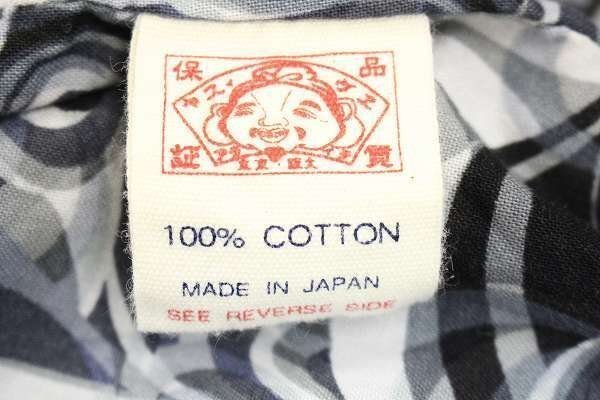 保 品
証 質
100% COTTON
MADE IN JAPAN
SEE REVERSE SIDE